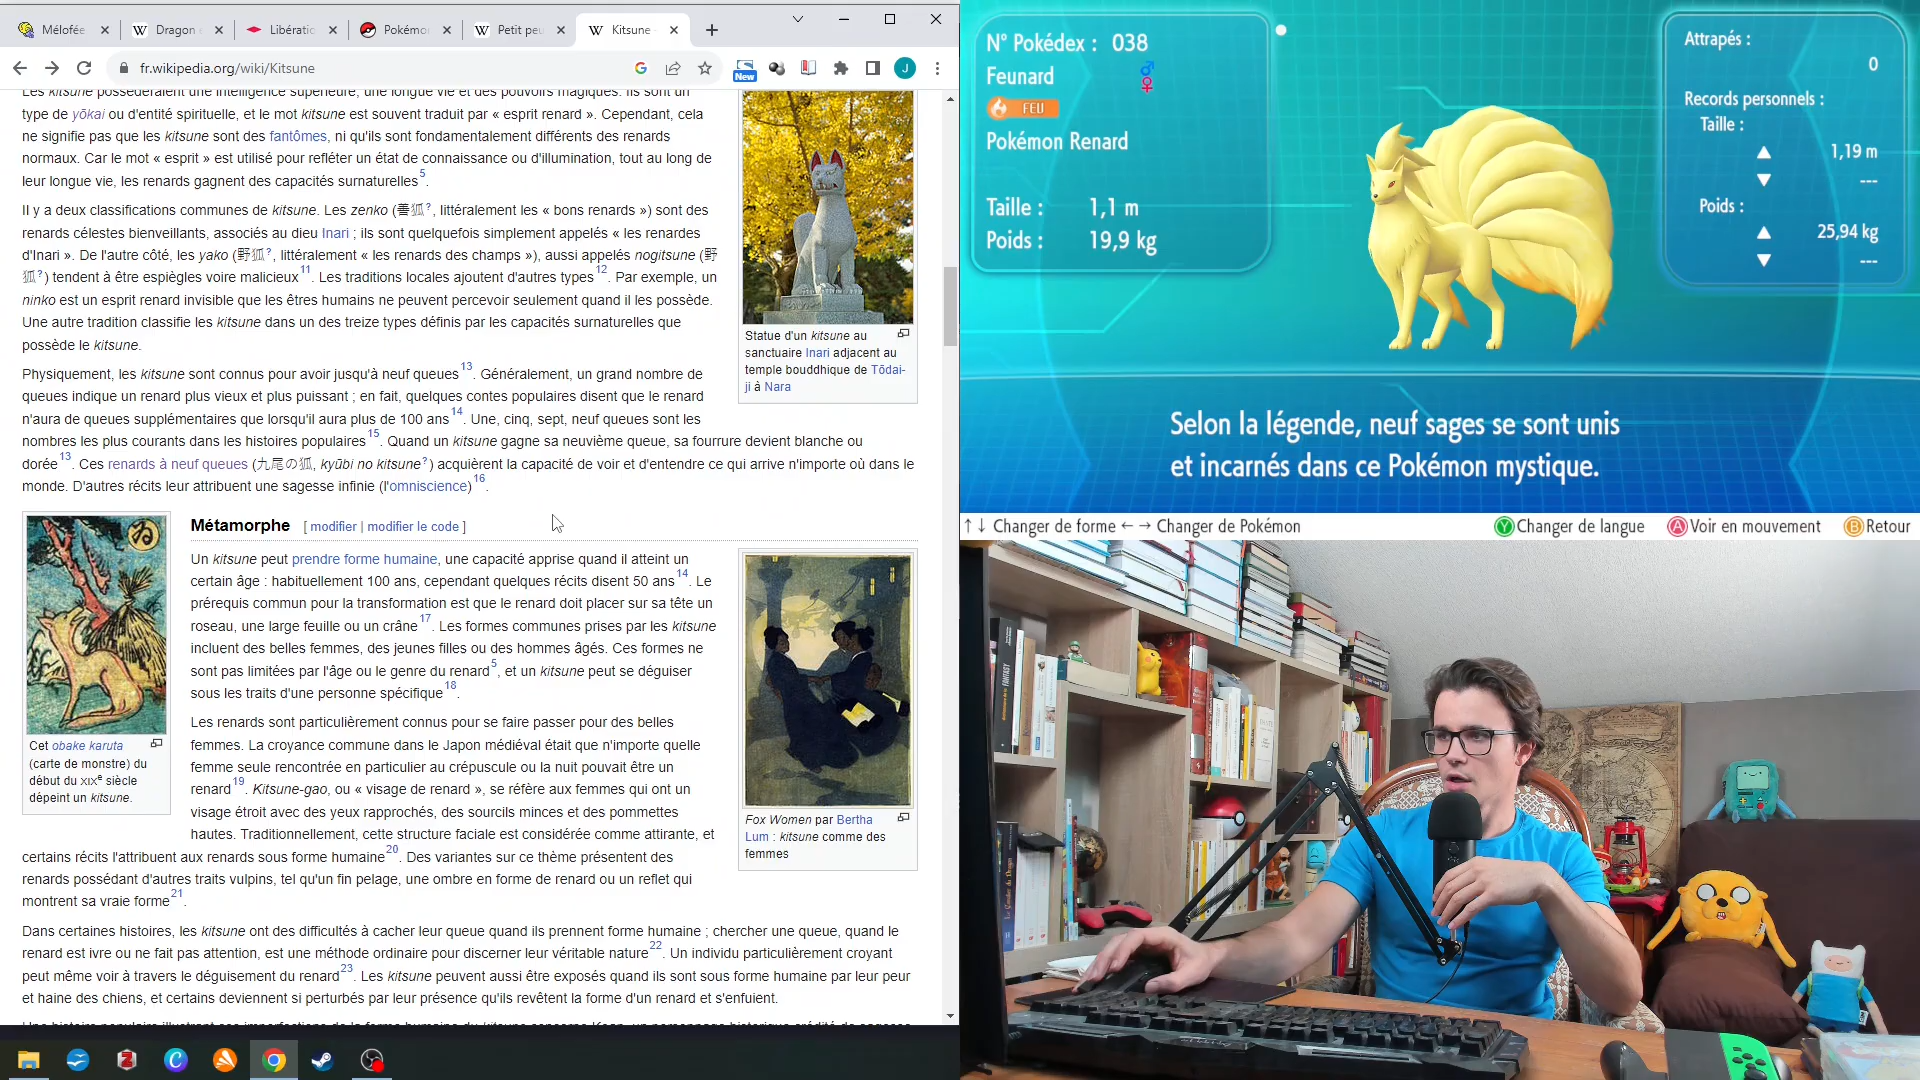 Mélofée
Dragon
Libératio
Pokémo
Petit peu
Kitsune
fr.wikipedia.org/wiki/Kitsune
New
J
Les kitsune posséderaient une intelligence supérieure, une longue vie et des pouvoirs magiques. Ils sont un
type de yōkai ou d'entité spirituelle, et le mot kitsune est souvent traduit par « esprit renard ». Cependant, cela
ne signifie pas que les kitsune sont des fantômes, ni qu'ils sont fondamentalement différents des renards
normaux. Car le mot « esprit » est utilisé pour refléter un état de connaissance ou d'illumination, tout au long de
leur longue vie, les renards gagnent des capacités surnaturelles 5.
Il y a deux classifications communes de kitsune. Les zenko (善狐?, littéralement les « bons renards ») sont des
renards célestes bienveillants, associés au dieu Inari ; ils sont quelquefois simplement appelés « les renardes
d'Inari ». De l'autre côté, les yako (野狐?, littéralement « les renards des champs »), aussi appelés nogitsune (野
狐?) tendent à être espiègles voire malicieux 11. Les traditions locales ajoutent d'autres types 12. Par exemple, un
ninko est un esprit renard invisible que les êtres humains ne peuvent percevoir seulement quand il les possède.
Une autre tradition classifie les kitsune dans un des treize types définis par les capacités surnaturelles que
possède le kitsune.
Physiquement, les kitsune sont connus pour avoir jusqu'à neuf queues 13. Généralement, un grand nombre de
queues indique un renard plus vieux et plus puissant ; en fait, quelques contes populaires disent que le renard
n'aura de queues supplémentaires que lorsqu'il aura plus de 100 ans 14. Une, cinq, sept, neuf queues sont les
nombres les plus courants dans les histoires populaires 15. Quand un kitsune gagne sa neuvième queue, sa fourrure devient blanche ou
dorée 13. Ces renards à neuf queues (九尾の狐, kyūbi no kitsune?) acquièrent la capacité de voir et d'entendre ce qui arrive n'importe où dans le
monde. D'autres récits leur attribuent une sagesse infinie (l'omniscience) 16.
Statue d'un kitsune au
sanctuaire Inari adjacent au
temple bouddhique de Tōdai-
ji à Nara
Métamorphe [ modifier | modifier le code ]
Un kitsune peut prendre forme humaine, une capacité apprise quand il atteint un
certain âge : habituellement 100 ans, cependant quelques récits disent 50 ans 14. Le
prérequis commun pour la transformation est que le renard doit placer sur sa tête un
roseau, une large feuille ou un crâne 17. Les formes communes prises par les kitsune
incluent des belles femmes, des jeunes filles ou des hommes âgés. Ces formes ne
sont pas limitées par l'âge ou le genre du renard 5, et un kitsune peut se déguiser
sous les traits d'une personne spécifique 18.
Les renards sont particulièrement connus pour se faire passer pour des belles
femmes. La croyance commune dans le Japon médiéval était que n'importe quelle
femme seule rencontrée en particulier au crépuscule ou la nuit pouvait être un
renard 19. Kitsune-gao, ou « visage de renard », se réfère aux femmes qui ont un
visage étroit avec des yeux rapprochés, des sourcils minces et des pommettes
hautes. Traditionnellement, cette structure faciale est considérée comme attirante, et
certains récits l'attribuent aux renards sous forme humaine 20. Des variantes sur ce thème présentent des
renards possédant d'autres traits vulpins, tel qu'un fin pelage, une ombre en forme de renard ou un reflet qui
montrent sa vraie forme 21.
Cet obake karuta
(carte de monstre) du
début du XIXe siècle
dépeint un kitsune.
Fox Women par Bertha
Lum : kitsune comme des
femmes
Dans certaines histoires, les kitsune ont des difficultés à cacher leur queue quand ils prennent forme humaine ; chercher une queue, quand le
renard est ivre ou ne fait pas attention, est une méthode ordinaire pour discerner leur véritable nature 22. Un individu particulièrement croyant
peut même voir à travers le déguisement du renard 23. Les kitsune peuvent aussi être exposés quand ils sont sous forme humaine par leur peur
et haine des chiens, et certains deviennent si perturbés par leur présence qu'ils revêtent la forme d'un renard et s'enfuient.
N° Pokédex : 038
Feunard
FEU
Pokémon Renard
Taille : 1,1 m
Poids : 19,9 kg
Attrapés :
0
Records personnels :
Taille :
▲ 1,19 m
▼ ---
Poids :
▲ 25,94 kg
▼ ---
Selon la légende, neuf sages se sont unis
et incarnés dans ce Pokémon mystique.
↑↓ Changer de forme ←→ Changer de Pokémon
Y Changer de langue
A Voir en mouvement
B Retour